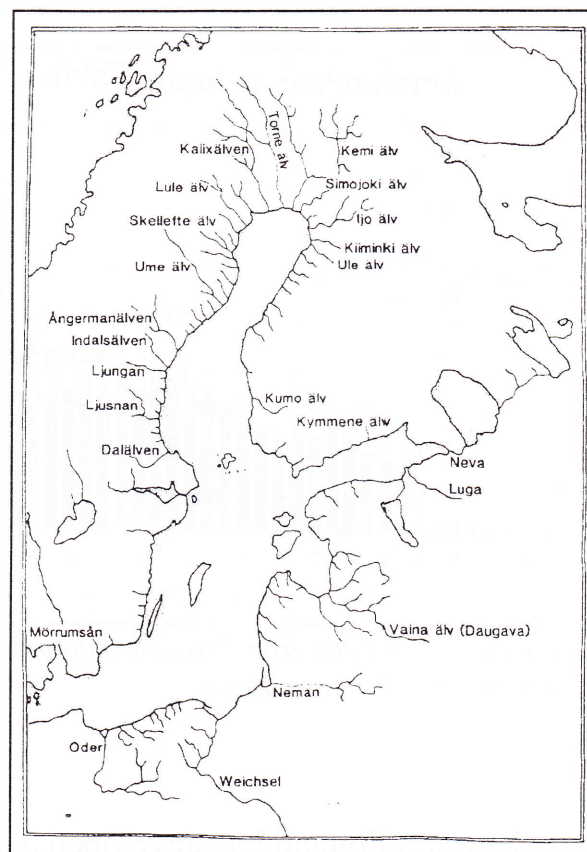 Torne älv
Kalixälven
Kemi älv
Lule älv
Simojoki älv
Skellefte älv
Ijo älv
Kiiminki älv
Ume älv
Ule älv
Ångermanälven
Indalsälven
Ljungan
Ljusnan
Kumo älv
Kymmene älv
Dalälven
Neva
Luga
Mörrumsån
Vaina älv (Daugava)
Neman
Oder
Weichsel